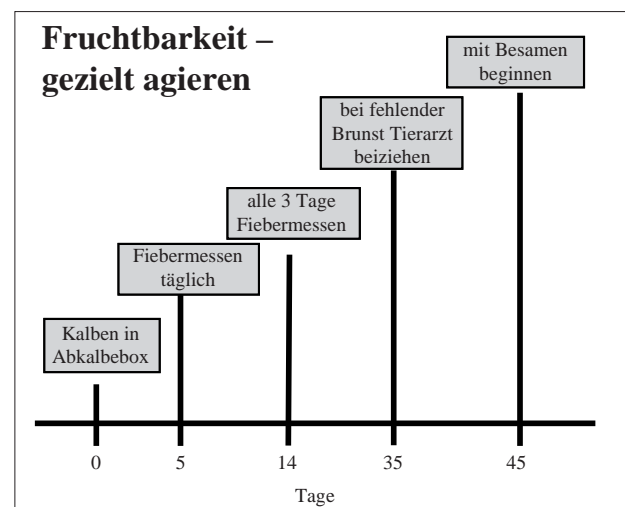 Fruchtbarkeit –
gezielt agieren
mit Besamen
beginnen
bei fehlender
Brunst Tierarzt
beiziehen
alle 3 Tage
Fiebermessen
Fiebermessen
täglich
Kalben in
Abkalbebox
0 5 14 35 45
Tage